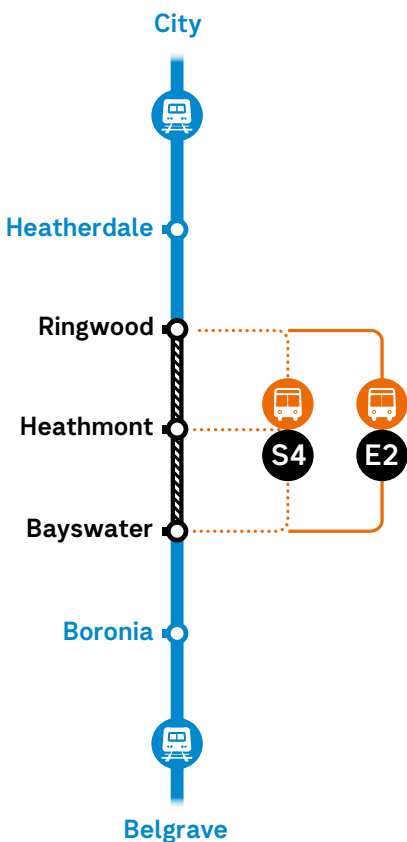 City
Heatherdale
Ringwood
Heathmont
S4
E2
Bayswater
Boronia
Belgrave